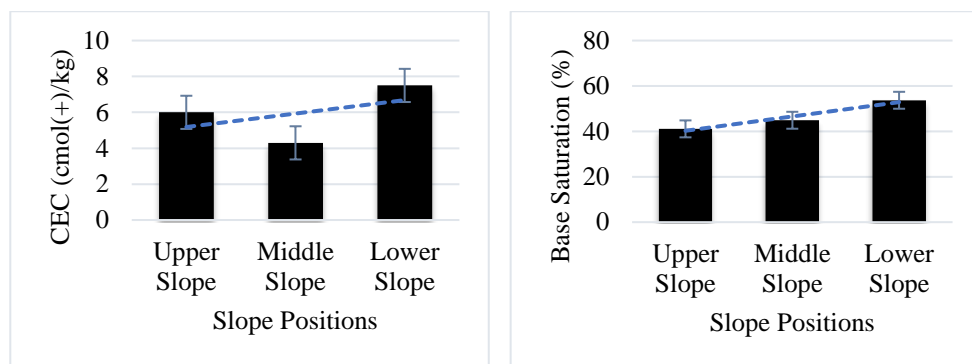 CEC (cmol(+)/kg)
10
8
6
4
2
0
Upper Slope
Middle Slope
Lower Slope
Slope Positions
Base Saturation (%)
80
60
40
20
0
Upper Slope
Middle Slope
Lower Slope
Slope Positions